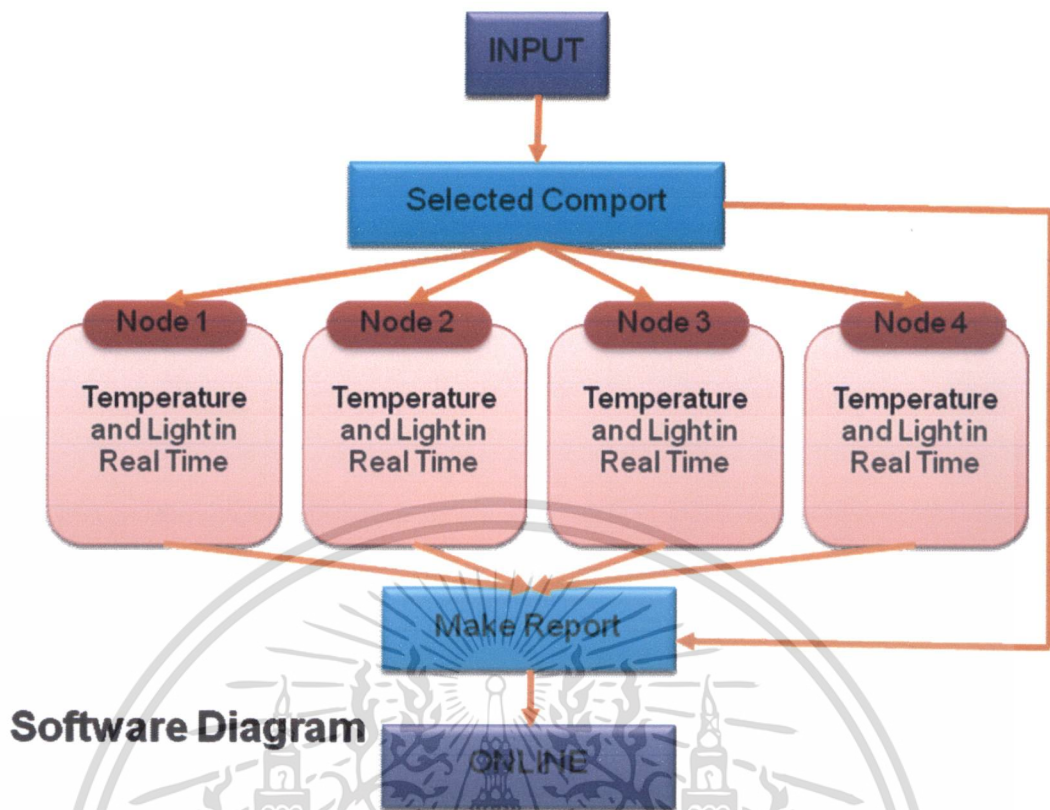 INPUT
Selected Comport
Node 1
Node 2
Node 3
Node 4
Temperature
and Light in
Real Time
Temperature
and Light in
Real Time
Temperature
and Light in
Real Time
Temperature
and Light in
Real Time
Make Report
Software Diagram
ONLINE